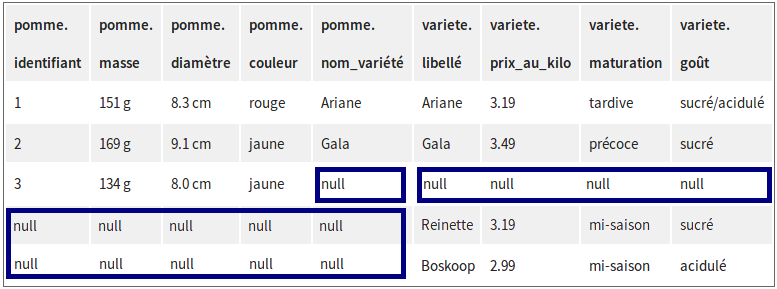 pomme. pomme. pomme. pomme. pomme. variete. variete. variete. variete.
identifiant masse diamètre couleur nom_variété libellé prix_au_kilo maturation goût
1 151 g 8.3 cm rouge Ariane Ariane 3.19 tardive sucré/acidulé
2 169 g 9.1 cm jaune Gala Gala 3.49 précoce sucré
3 134 g 8.0 cm jaune null null null null null
null null null null null Reinette 3.19 mi-saison sucré
null null null null null Boskoop 2.99 mi-saison acidulé